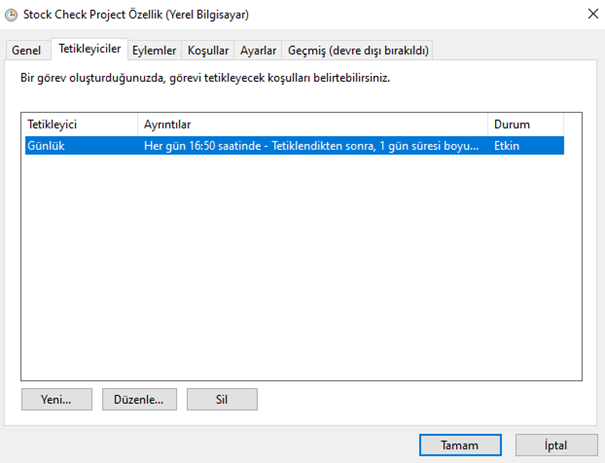 Stock Check Project Özellik (Yerel Bilgisayar)
Genel Tetikleyiciler Eylemler Koşullar Ayarlar Geçmiş (devre dışı bırakıldı)
Bir görev oluşturduğunuzda, görevi tetikleyecek koşulları belirtebilirsiniz.
Tetikleyici Ayrıntılar Durum
Günlük Her gün 16:50 saatinde - Tetiklendikten sonra, 1 gün süresi boyu... Etkin
Yeni... Düzenle... Sil
Tamam İptal